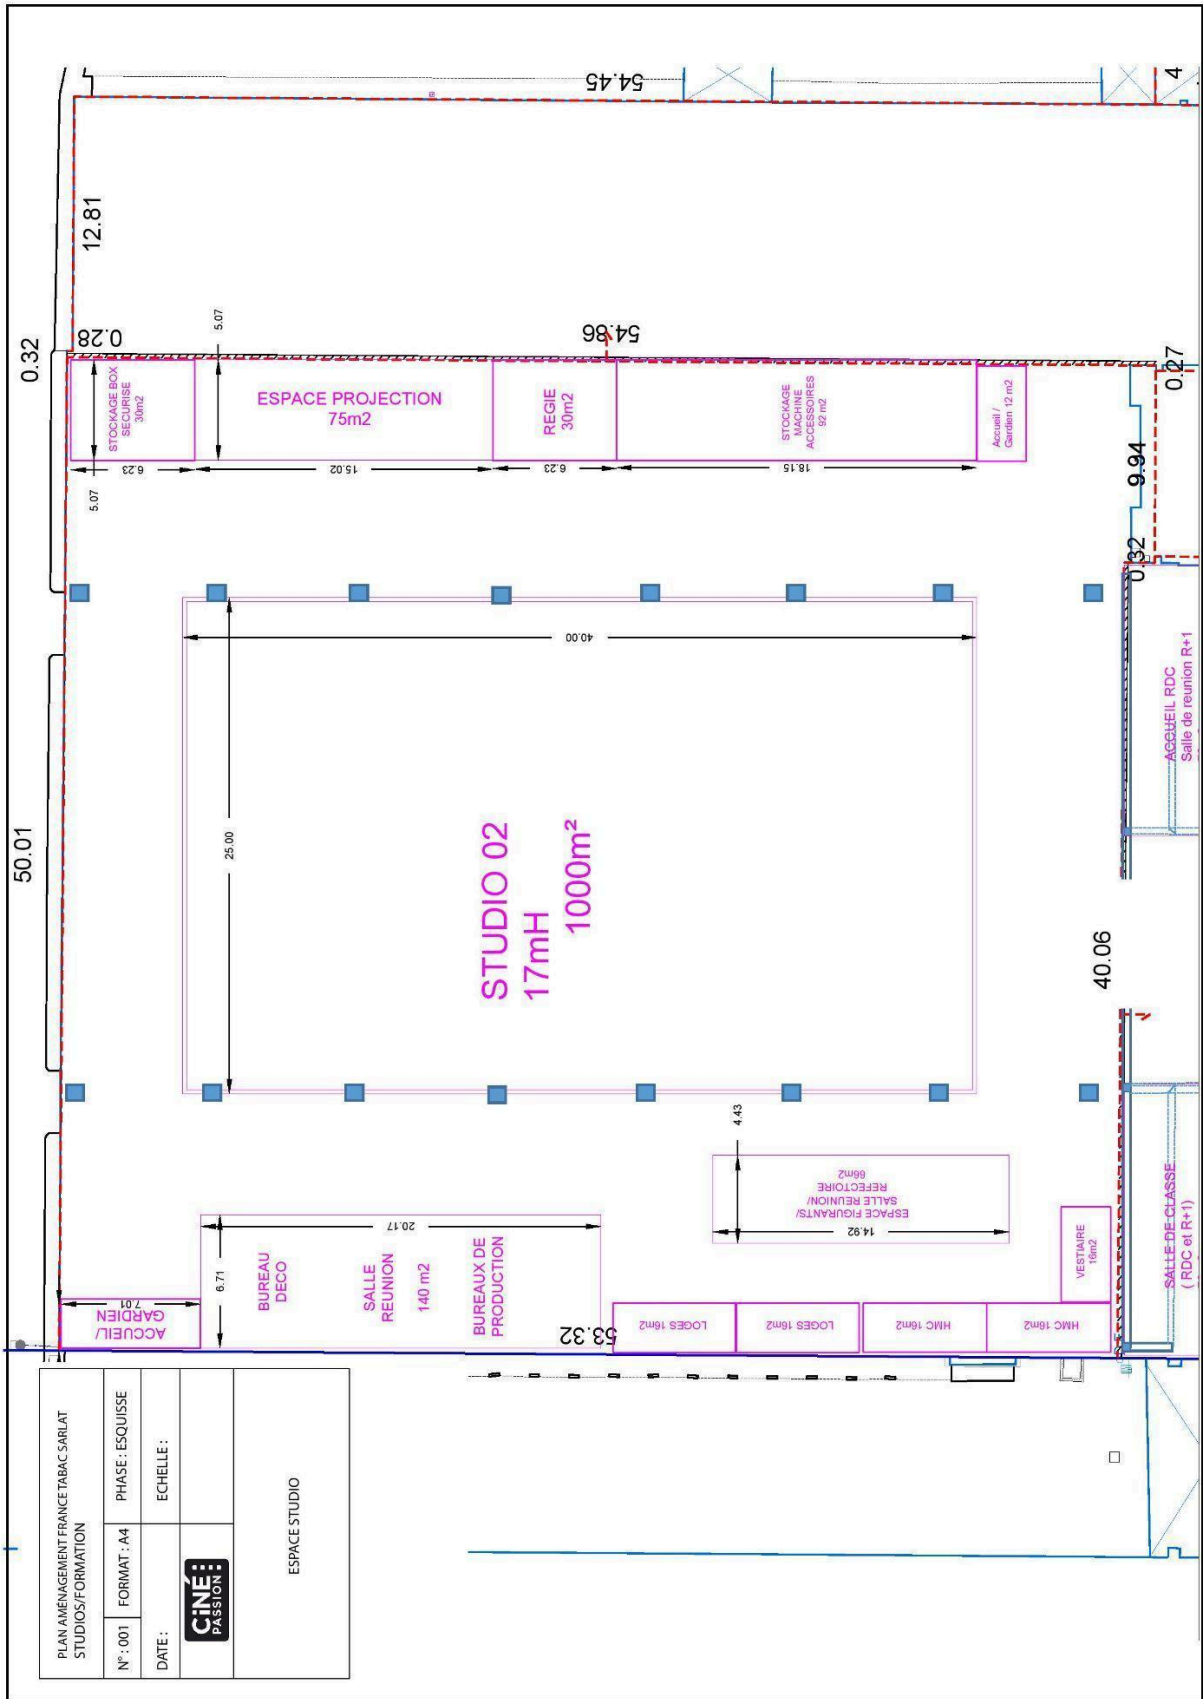 PLAN AMÉNAGEMENT FRANCE TABAC SARLAT
STUDIOS/FORMATION
N° : 001
FORMAT : A4
PHASE : ESQUISSE
DATE :
ECHELLE :
CiNÉ
PASSION
ESPACE STUDIO
50.01
0.32
12.81
0.28
54.45
4
54.86
5.07
5.07
STOCKAGE BOX
SECURISE
30m2
6.23
ESPACE PROJECTION
75m2
15.02
REGIE
30m2
6.23
STOCKAGE
MACHINE
ACCESSOIRES
92 m2
18.15
Accueil /
Gardien 12 m2
0.27
9.94
0.32
40.00
25.00
STUDIO 02
17mH
1000m²
ACCUEIL RDC
Salle de reunion R+1
40.06
4.43
ESPACE FIGURANTS/
SALLE REUNION/
REFECTOIRE
66m2
14.92
ACCUEIL/
GARDIEN
7.01
6.71
20.17
BUREAU
DECO
SALLE
REUNION
140 m2
BUREAUX DE
PRODUCTION
53.32
LOGES 16m2
LOGES 16m2
HMC 16m2
HMC 16m2
VESTIAIRE
16m2
SALLE DE CLASSE
( RDC et R+1)